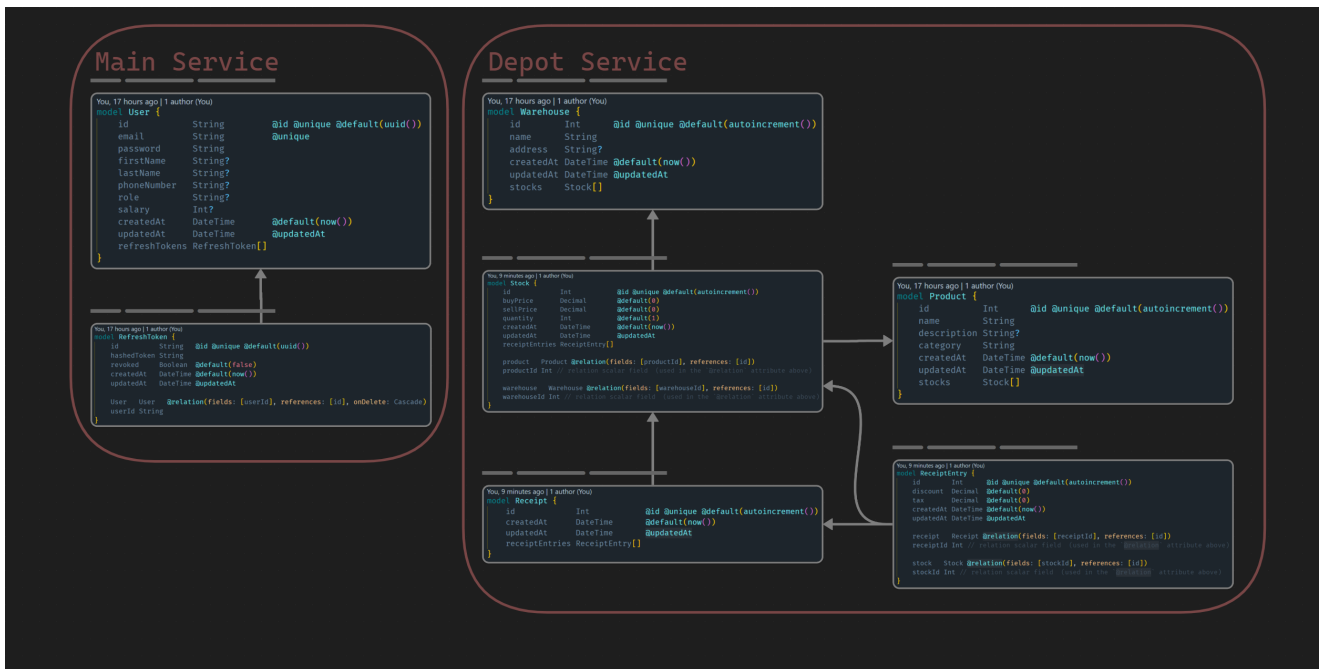 Main Service
You, 17 hours ago | 1 author (You)
model User {
id String @id @unique @default(uuid())
email String @unique
password String
firstName String?
lastName String?
phoneNumber String?
role String?
salary Int?
createdAt DateTime @default(now())
updatedAt DateTime @updatedAt
refreshTokens RefreshToken[]
}
You, 17 hours ago | 1 author (You)
model RefreshToken {
id String @id @unique @default(uuid())
hashedToken String
revoked Boolean @default(false)
createdAt DateTime @default(now())
updatedAt DateTime @updatedAt
User User @relation(fields: [userId], references: [id], onDelete: Cascade)
userId String
}
Depot Service
You, 17 hours ago | 1 author (You)
model Warehouse {
id Int @id @unique @default(autoincrement())
name String
address String?
createdAt DateTime @default(now())
updatedAt DateTime @updatedAt
stocks Stock[]
}
You, 9 minutes ago | 1 author (You)
model Stock {
id Int @id @unique @default(autoincrement())
buyPrice Decimal @default(0)
sellPrice Decimal @default(0)
quantity Int @default(1)
createdAt DateTime @default(now())
updatedAt DateTime @updatedAt
receiptEntries ReceiptEntry[]
product Product @relation(fields: [productId], references: [id])
productId Int // relation scalar field (used in the `@relation` attribute above)
warehouse Warehouse @relation(fields: [warehouseId], references: [id])
warehouseId Int // relation scalar field (used in the `@relation` attribute above)
}
You, 17 hours ago | 1 author (You)
model Product {
id Int @id @unique @default(autoincrement())
name String
description String?
category String
createdAt DateTime @default(now())
updatedAt DateTime @updatedAt
stocks Stock[]
}
You, 9 minutes ago | 1 author (You)
model Receipt {
id Int @id @unique @default(autoincrement())
createdAt DateTime @default(now())
updatedAt DateTime @updatedAt
receiptEntries ReceiptEntry[]
}
You, 9 minutes ago | 1 author (You)
model ReceiptEntry {
id Int @id @unique @default(autoincrement())
discount Decimal @default(0)
tax Decimal @default(0)
createdAt DateTime @default(now())
updatedAt DateTime @updatedAt
receipt Receipt @relation(fields: [receiptId], references: [id])
receiptId Int // relation scalar field (used in the `@relation` attribute above)
stock Stock @relation(fields: [stockId], references: [id])
stockId Int // relation scalar field (used in the `@relation` attribute above)
}